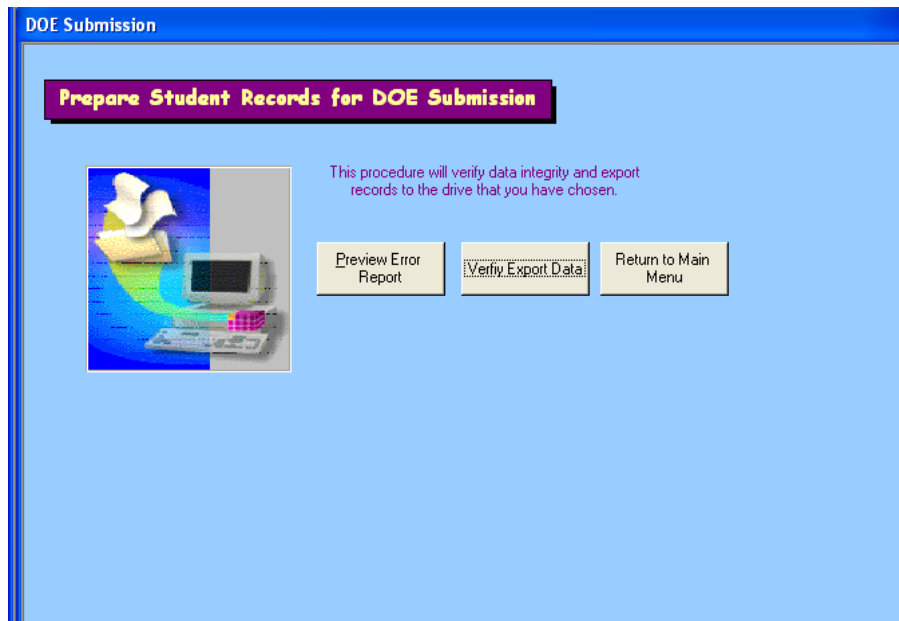 DOE Submission
Prepare Student Records for DOE Submission
This procedure will verify data integrity and export
records to the drive that you have chosen.
Preview Error
Report
Verfiy Export Data
Return to Main
Menu